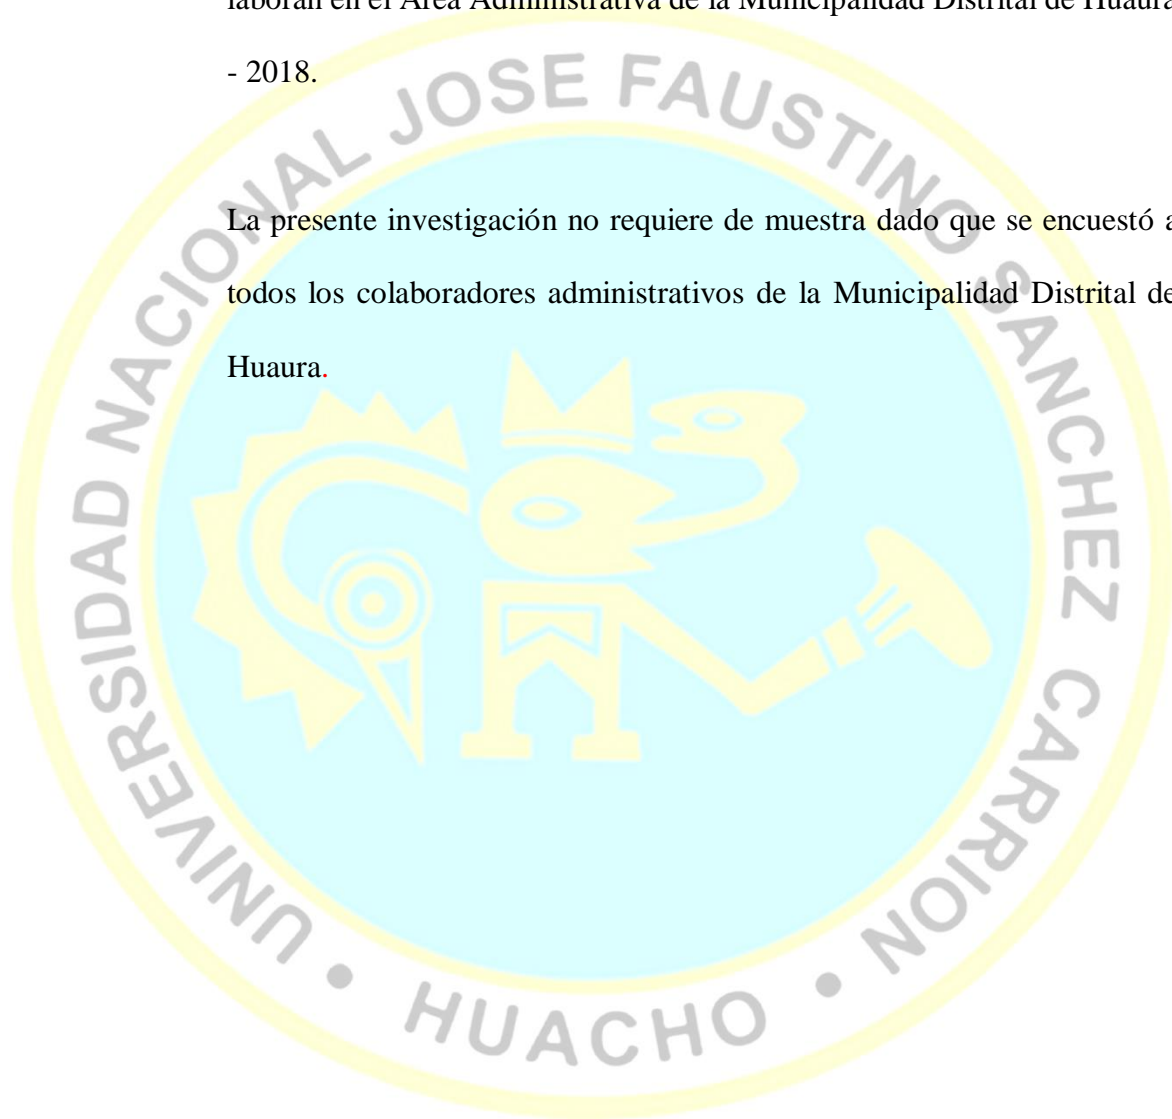 laboran en el Área Administrativa de la Municipalidad Distrital de Huaura
- 2018.
La presente investigación no requiere de muestra dado que se encuestó a
todos los colaboradores administrativos de la Municipalidad Distrital de
Huaura.
UNIVERSIDAD NACIONAL JOSE FAUSTINO SANCHEZ CARRION
• HUACHO •